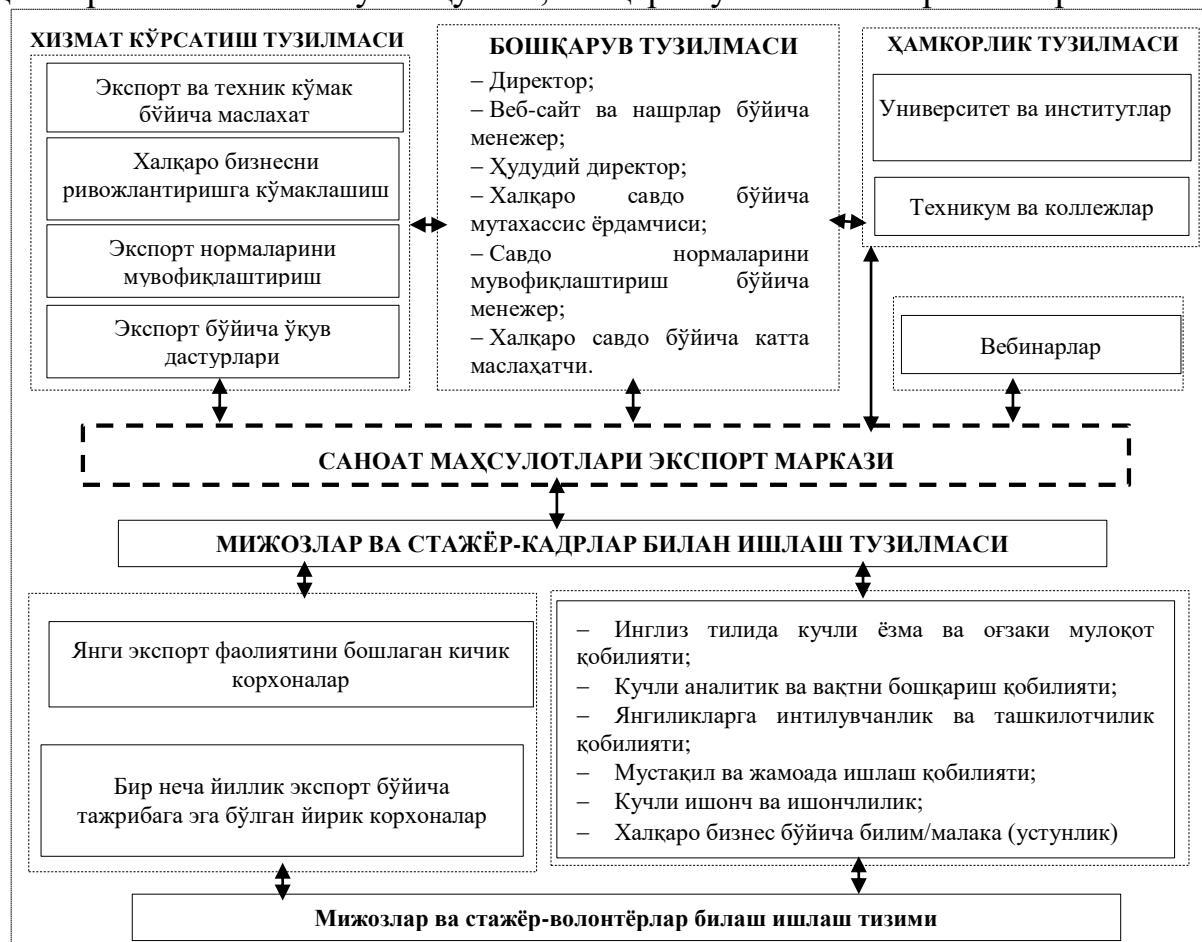 ХИЗМАТ КЎРСАТИШ ТУЗИЛМАСИ
Экспорт ва техник кўмак
бўйича маслахат
Халқаро бизнесни
ривожлантиришга кўмаклашиш
Экспорт нормаларини
мувофиқлаштириш
Экспорт бўйича ўқув
дастурлари
БОШҚАРУВ ТУЗИЛМАСИ
– Директор;
– Веб-сайт ва нашрлар бўйича
менежер;
– Ҳудудий директор;
– Халқаро савдо бўйича
мутахассис ёрдамчиси;
– Савдо нормаларини
мувофиқлаштириш бўйича
менежер;
– Халқаро савдо бўйича катта
маслаҳатчи.
ҲАМКОРЛИК ТУЗИЛМАСИ
Университет ва институтлар
Техникум ва коллежлар
Вебинарлар
САНОАТ МАҲСУЛОТЛАРИ ЭКСПОРТ МАРКАЗИ
МИЖОЗЛАР ВА СТАЖЁР-КАДРЛАР БИЛАН ИШЛАШ ТУЗИЛМАСИ
Янги экспорт фаолиятини бошлаган кичик
корхоналар
Бир неча йиллик экспорт бўйича
тажрибага эга бўлган йирик корхоналар
– Инглиз тилида кучли ёзма ва оғзаки мулоқот
қобилияти;
– Кучли аналитик ва вақтни бошқариш қобилияти;
– Янгиликларга интилувчанлик ва ташкилотчилик
қобилияти;
– Мустақил ва жамоада ишлаш қобилияти;
– Кучли ишонч ва ишончлилик;
– Халқаро бизнес бўйича билим/малака (устунлик)
Мижозлар ва стажёр-волонтёрлар билаш ишлаш тизими